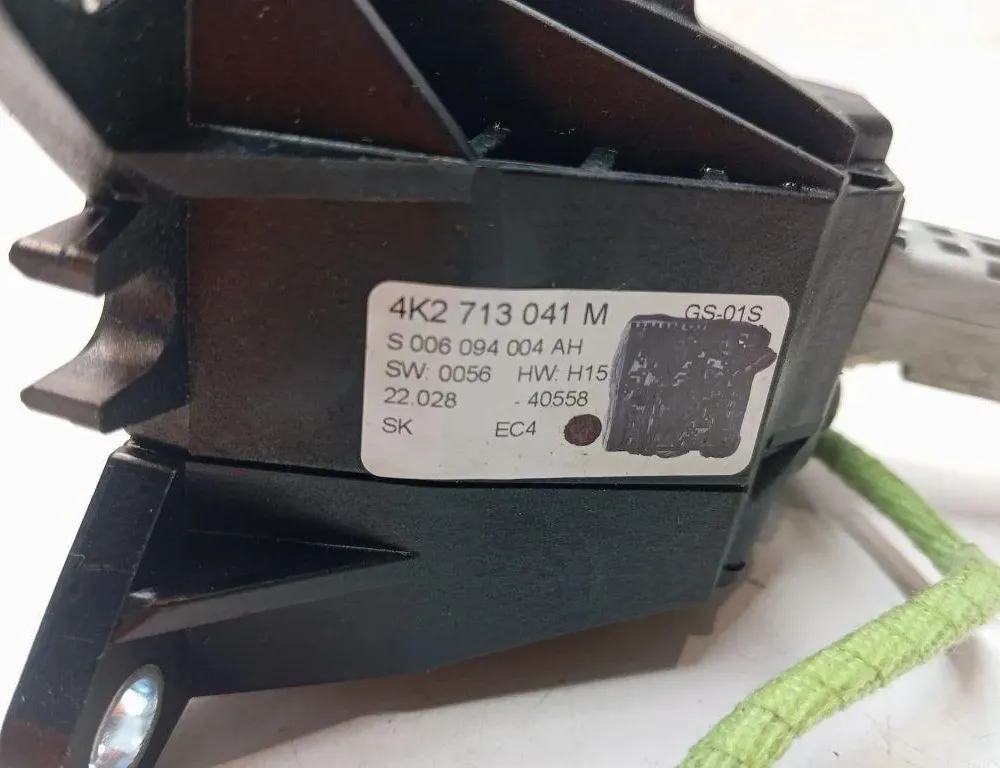 4K2 713 041 M GS-01S
S 006 094 004 AH
SW: 0056 HW: H15
22.028 - 40558
SK EC4